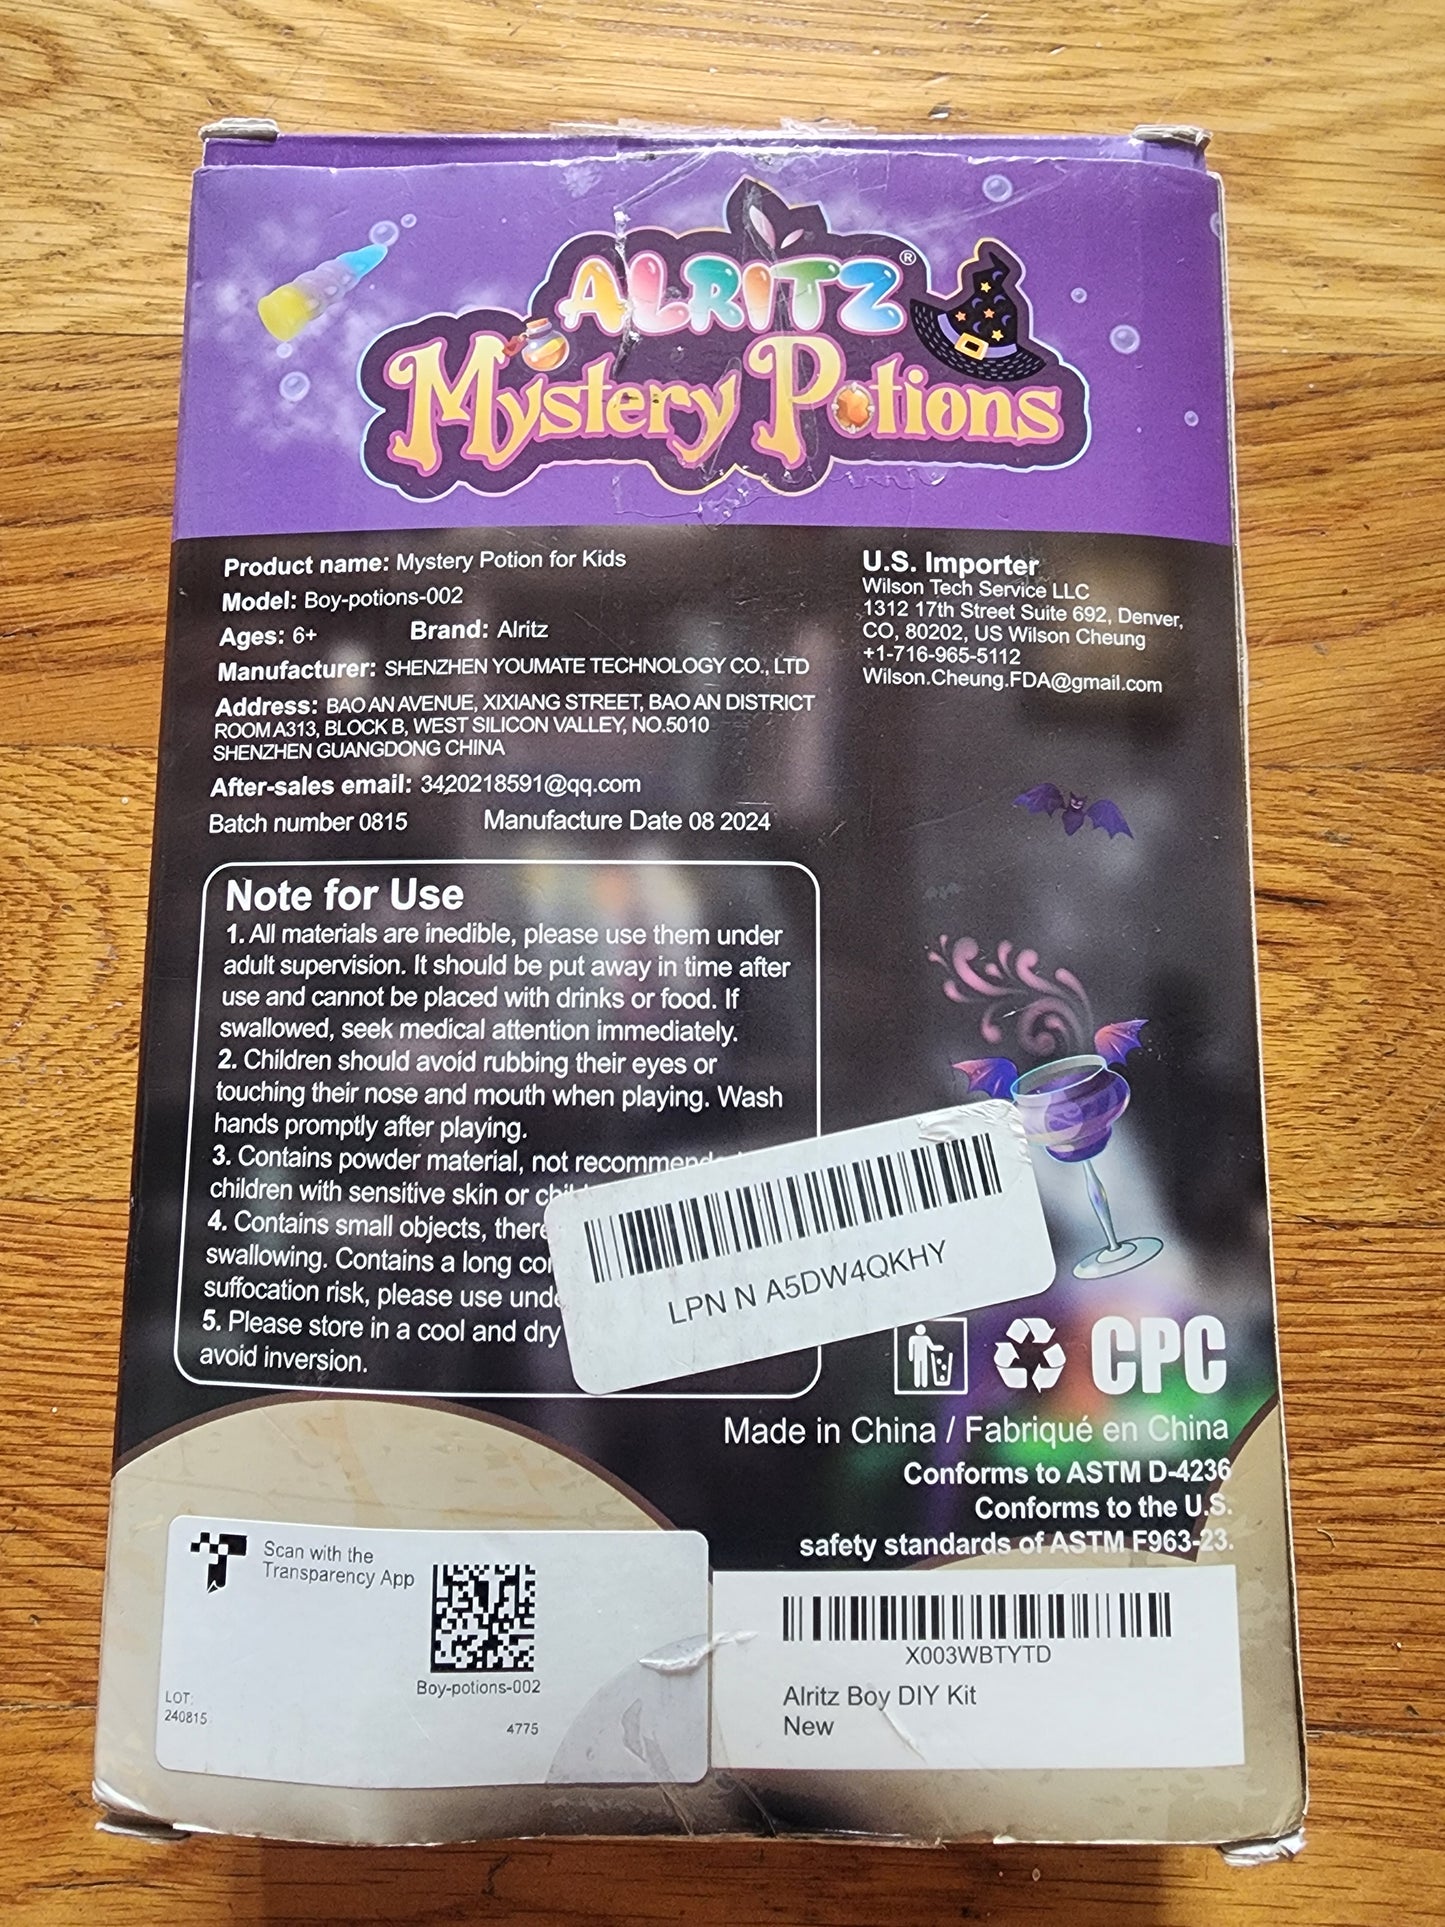 ALRITZ®
Mystery Potions
Product name: Mystery Potion for Kids
Model: Boy-potions-002
Ages: 6+ Brand: Alritz
Manufacturer: SHENZHEN YOUMATE TECHNOLOGY CO., LTD
Address: BAO AN AVENUE, XIXIANG STREET, BAO AN DISTRICT
ROOM A313, BLOCK B, WEST SILICON VALLEY, NO.5010
SHENZHEN GUANGDONG CHINA
After-sales email: 3420218591@qq.com
Batch number 0815 Manufacture Date 08 2024
U.S. Importer
Wilson Tech Service LLC
1312 17th Street Suite 692, Denver,
CO, 80202, US Wilson Cheung
+1-716-965-5112
Wilson.Cheung.FDA@gmail.com
Note for Use
1. All materials are inedible, please use them under
adult supervision. It should be put away in time after
use and cannot be placed with drinks or food. If
swallowed, seek medical attention immediately.
2. Children should avoid rubbing their eyes or
touching their nose and mouth when playing. Wash
hands promptly after playing.
3. Contains powder material, not
children with sensitive skin or
4. Contains small objects,
swallowing. Contains a long
suffocation risk, please use
5. Please store in a cool and dry
avoid inversion.
LPN N A5DW4QKHY
CPC
Made in China / Fabriqué en China
Conforms to ASTM D-4236
Conforms to the U.S.
safety standards of ASTM F963-23.
Scan with the
Transparency App
Boy-potions-002
LOT:
240815
4775
X003WBTYTD
Alritz Boy DIY Kit
New